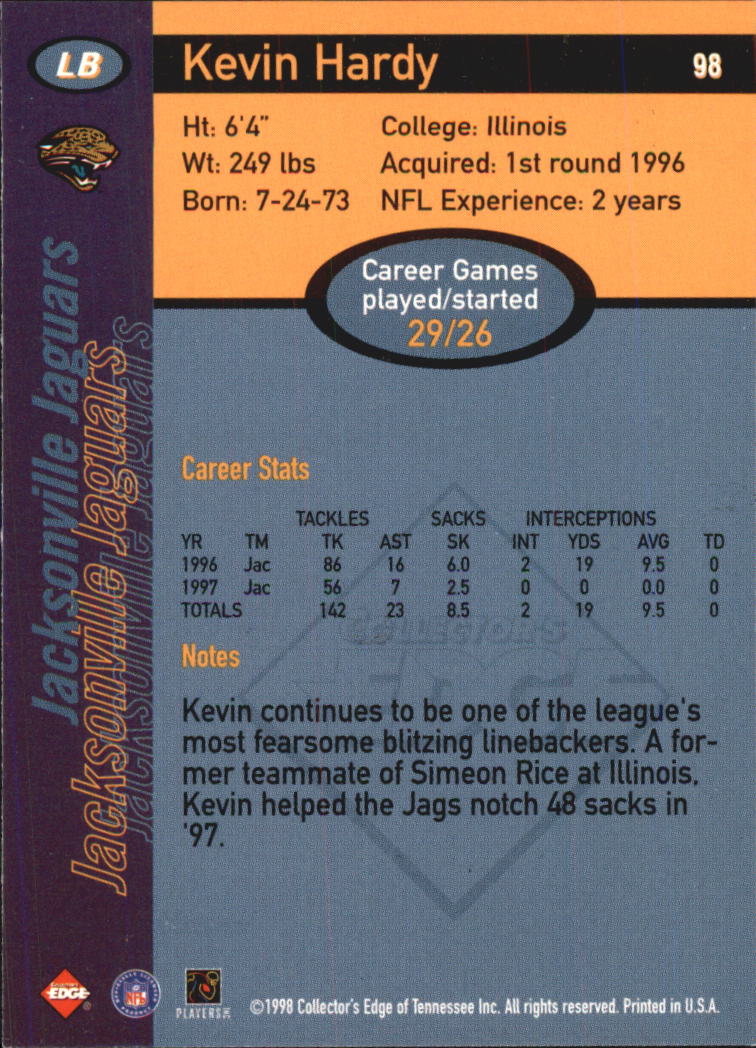 LB
Kevin Hardy 98
Ht: 6'4" College: Illinois
Wt: 249 lbs Acquired: 1st round 1996
Born: 7-24-73 NFL Experience: 2 years
Career Games
played/started
29/26
Jacksonville Jaguars
Jacksonville Jaguars
Jacksonville Jaguars
Career Stats
TACKLES SACKS INTERCEPTIONS
YR TM TK AST SK INT YDS AVG TD
1996 Jac 86 16 6.0 2 19 9.5 0
1997 Jac 56 7 2.5 0 0 0.0 0
TOTALS 142 23 8.5 2 19 9.5 0
COLLECTOR'S
EDGE
Notes
Kevin continues to be one of the league's
most fearsome blitzing linebackers. A for-
mer teammate of Simeon Rice at Illinois,
Kevin helped the Jags notch 48 sacks in
'97.
EDGE
NFL
PLAYERS INC
©1998 Collector's Edge of Tennessee Inc. All rights reserved. Printed in U.S.A.